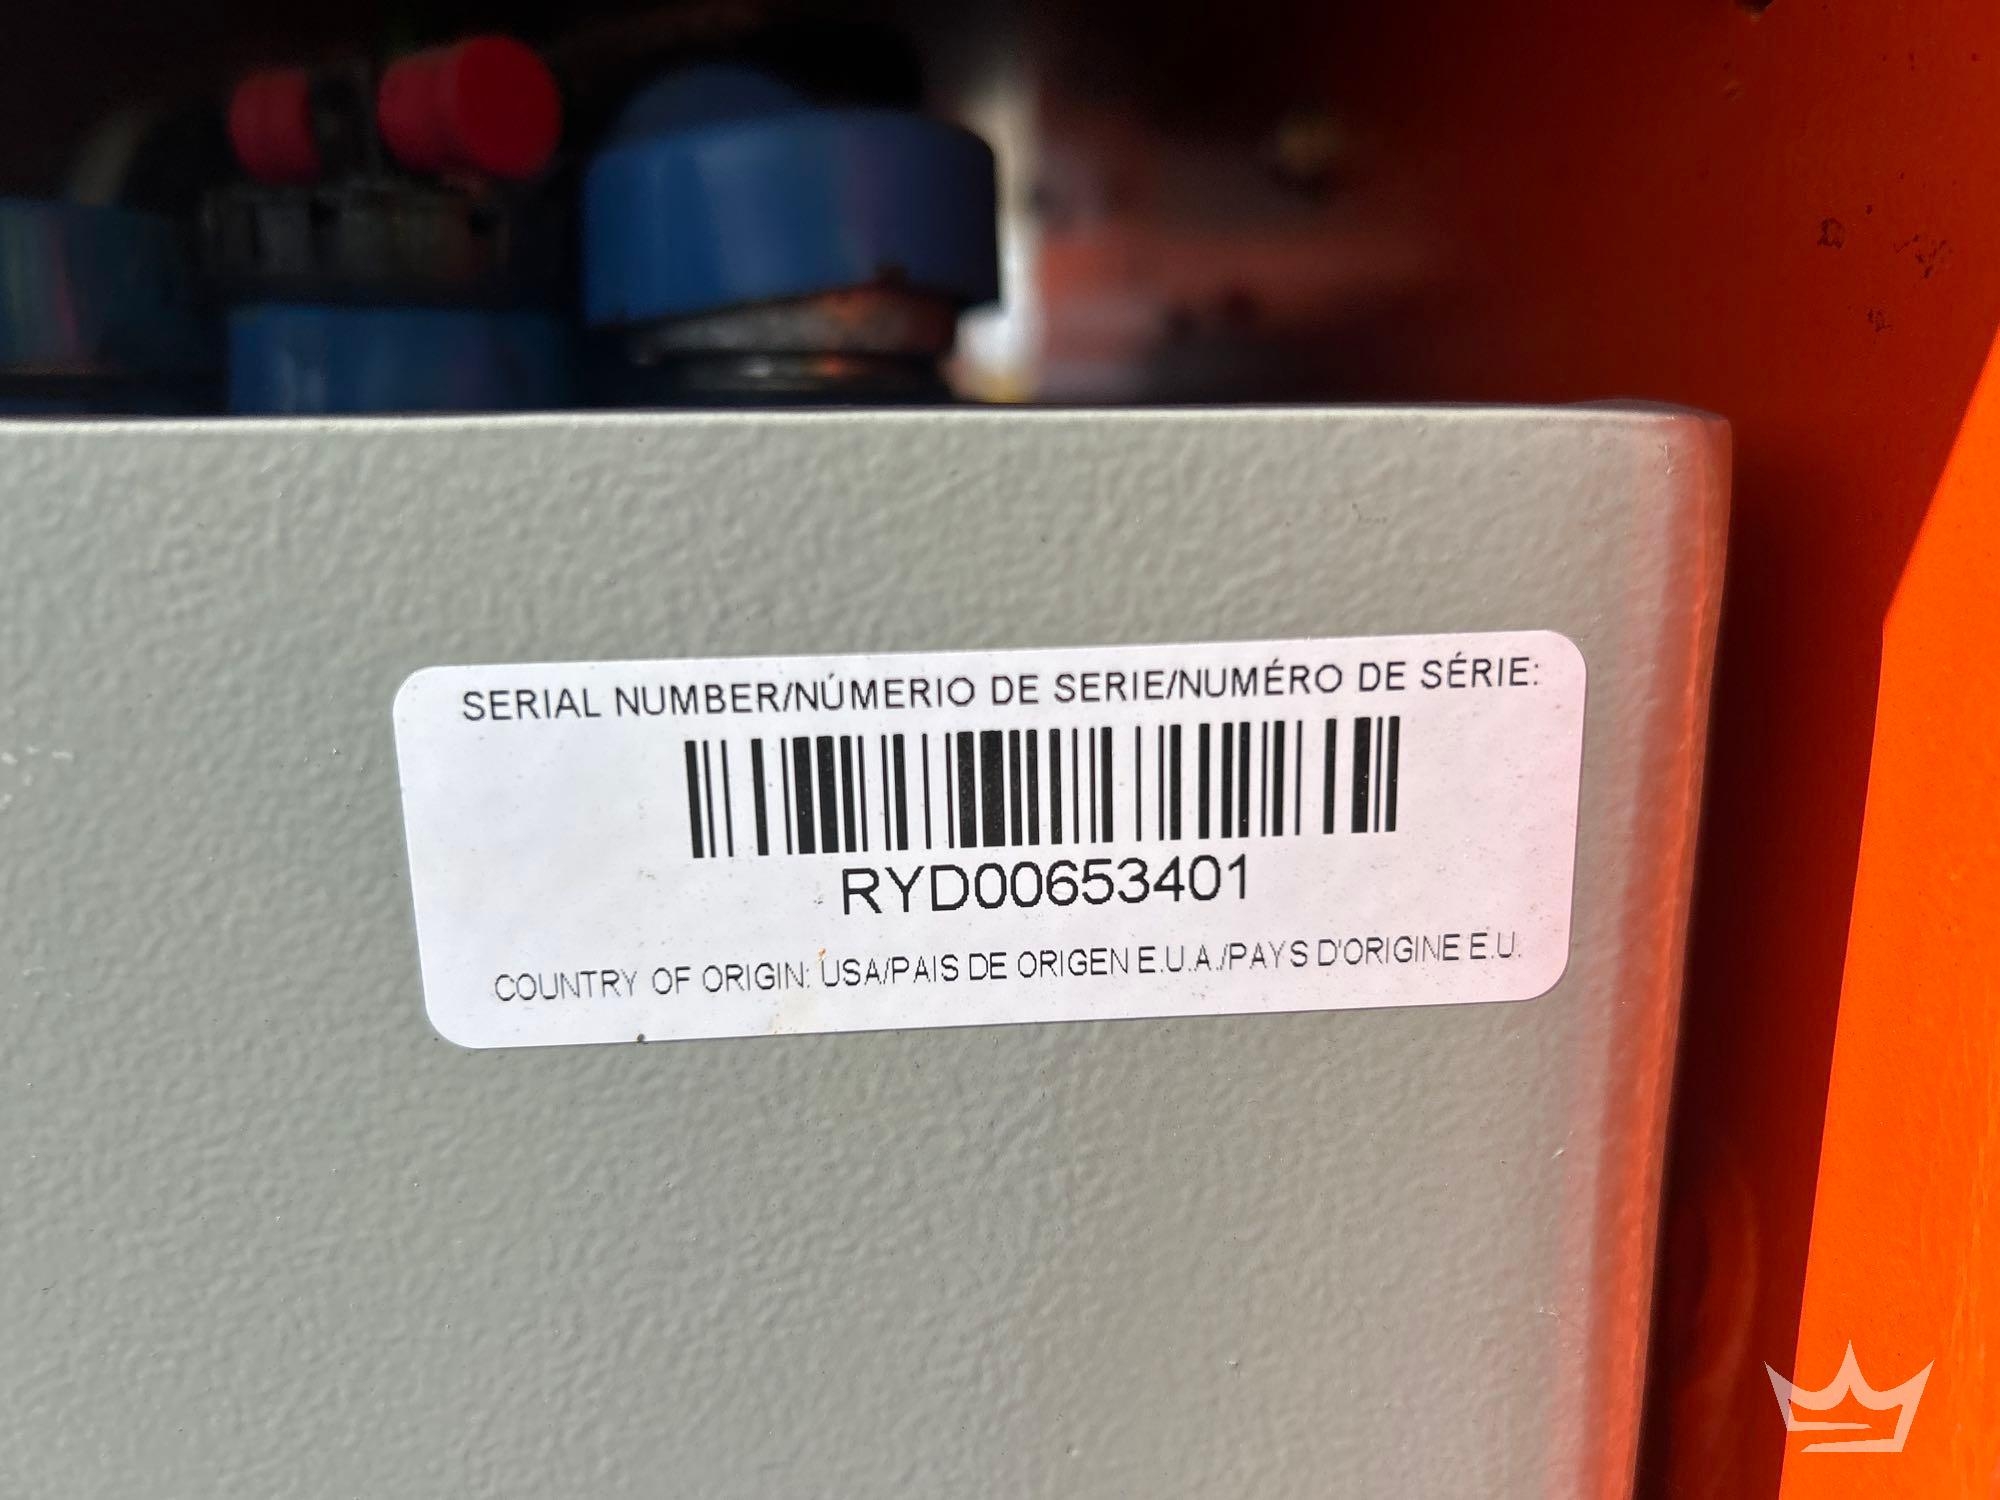 SERIAL NUMBER/NÚMERIO DE SERIE/NUMÉRO DE SÉRIE:
RYD00653401
COUNTRY OF ORIGIN: USA/PAIS DE ORIGEN E.U.A./PAYS D'ORIGINE E.U.